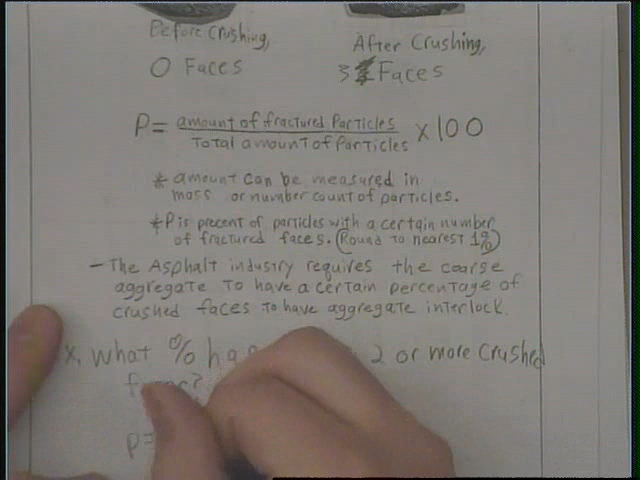 Before Crushing,
0 Faces
After Crushing,
3 Faces
P = amount of fractured Particles / Total amount of Particles x 100
* amount can be measured in
mass or number count of particles.
* P is precent of particles with a certain number
of fractured faces. (Round to nearest 1%)
- The Asphalt industry requires the coarse
aggregate to have a certain percentage of
crushed faces to have aggregate interlock.
x. What % ha 2 or more Crushed
P=